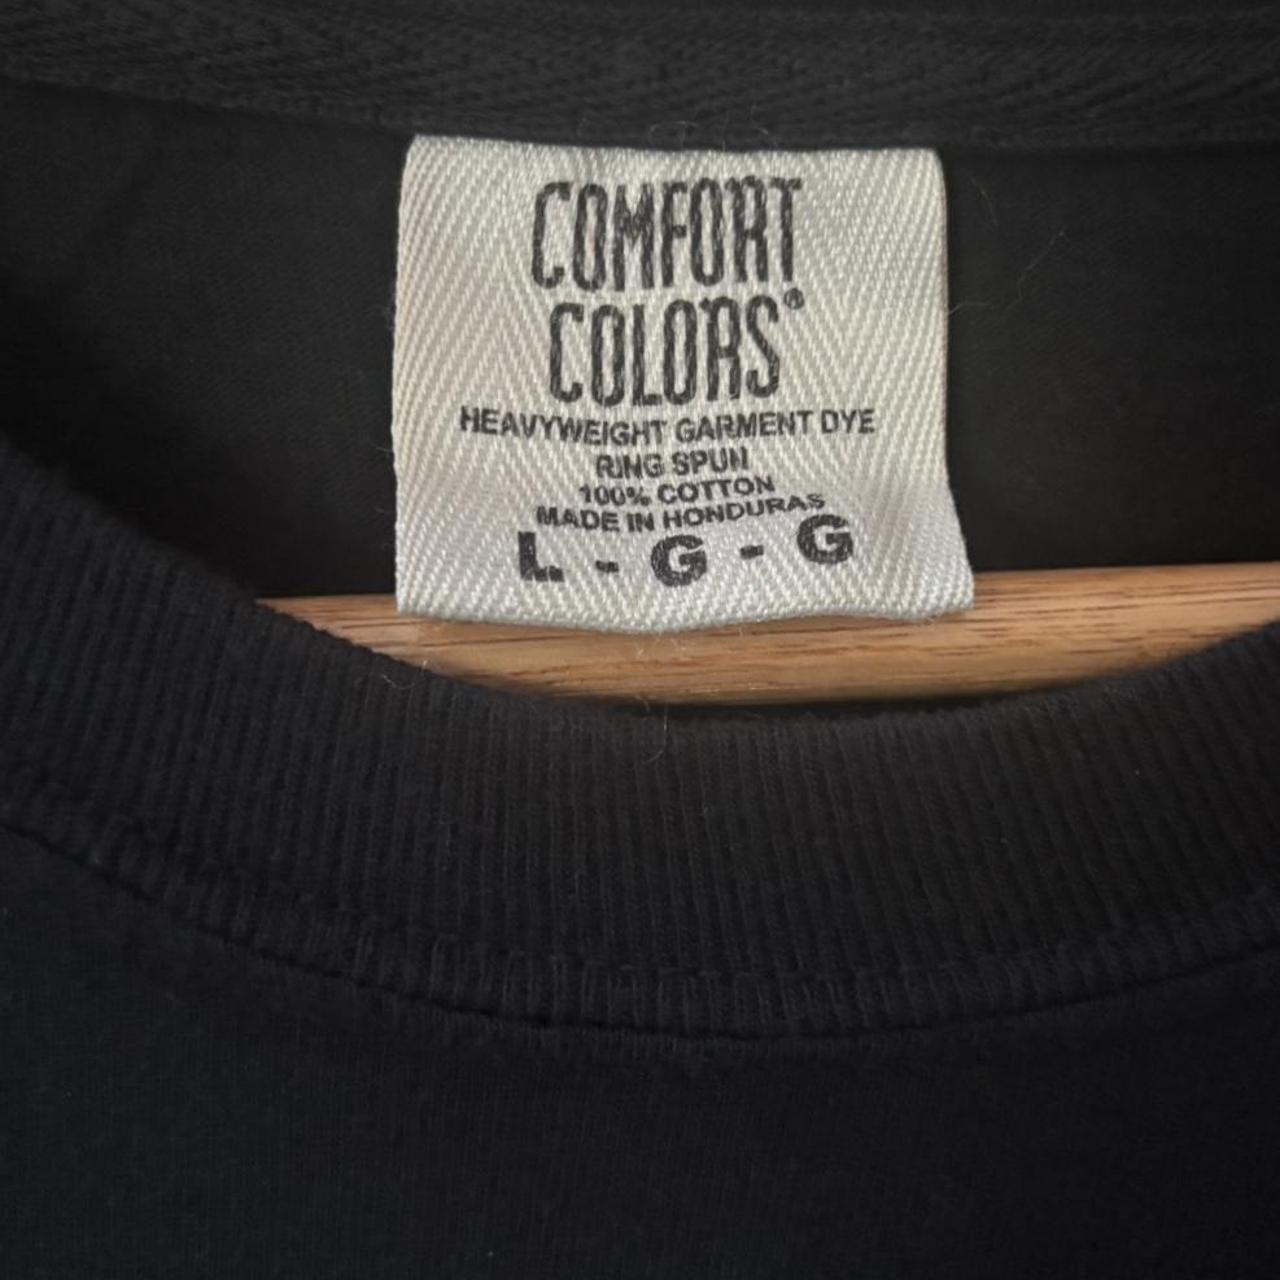 COMFORT
COLORS®
HEAVYWEIGHT GARMENT DYE
RING SPUN
100% COTTON
MADE IN HONDURAS
L - G - G